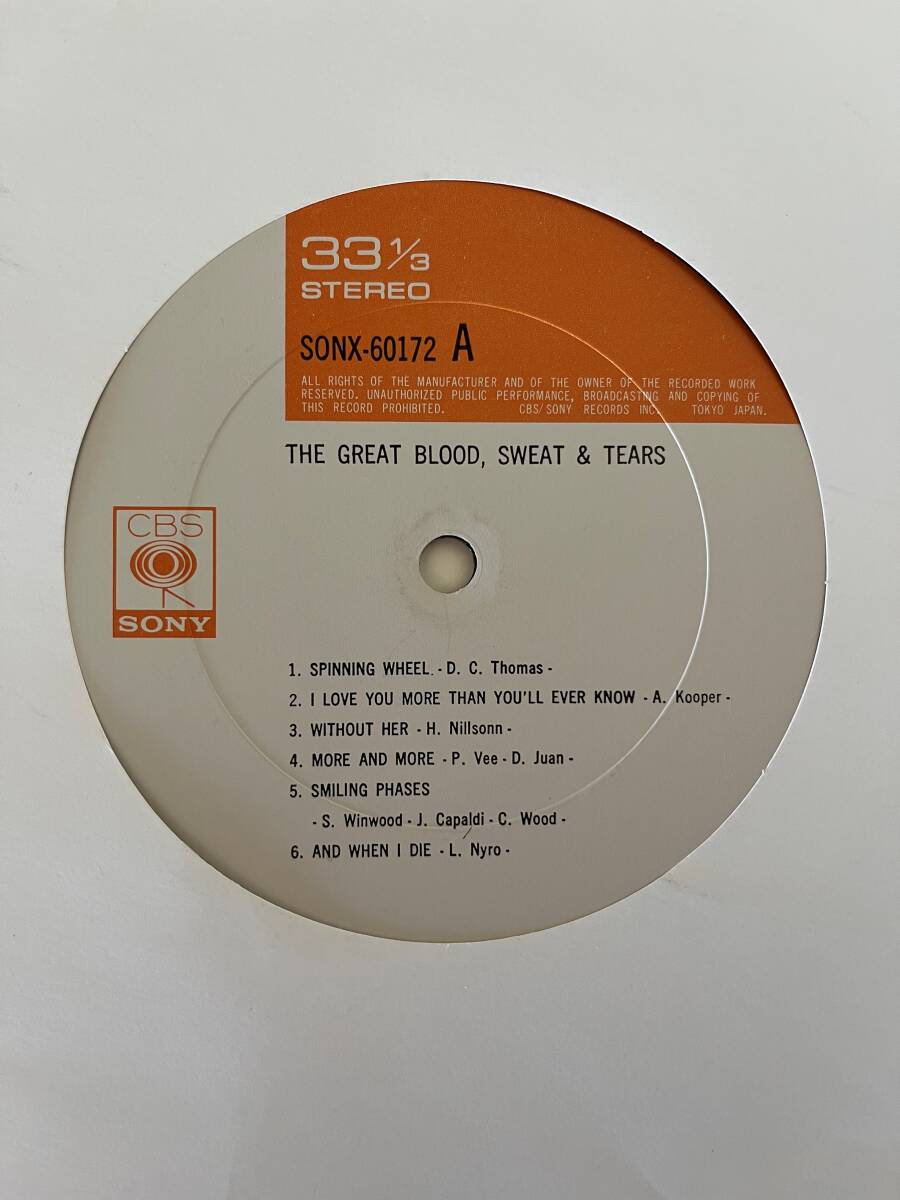 33 1/3
STEREO
SONX-60172 A
ALL RIGHTS OF THE MANUFACTURER AND OF THE OWNER OF THE RECORDED WORK
RESERVED. UNAUTHORIZED PUBLIC PERFORMANCE, BROADCASTING AND COPYING OF
THIS RECORD PROHIBITED. CBS/SONY RECORDS INC. TOKYO JAPAN.
THE GREAT BLOOD, SWEAT & TEARS
CBS
SONY
1. SPINNING WHEEL - D. C. Thomas -
2. I LOVE YOU MORE THAN YOU'LL EVER KNOW - A. Kooper -
3. WITHOUT HER - H. Nillsonn -
4. MORE AND MORE - P. Vee - D. Juan -
5. SMILING PHASES
- S. Winwood - J. Capaldi - C. Wood -
6. AND WHEN I DIE - L. Nyro -